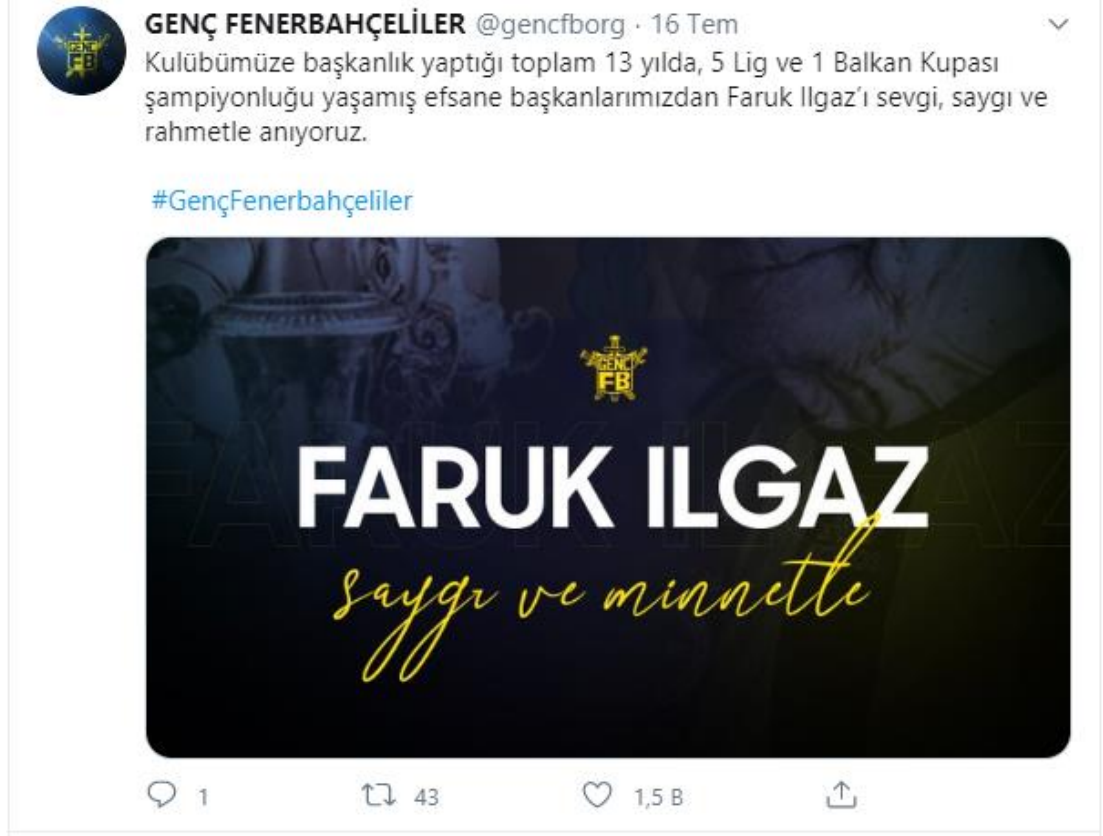 GENÇ FENERBAHÇELİLER @gencfborg · 16 Tem
Kulübümüze başkanlık yaptığı toplam 13 yılda, 5 Lig ve 1 Balkan Kupası
şampiyonluğu yaşamış efsane başkanlarımızdan Faruk Ilgaz’ı sevgi, saygı ve
rahmetle anıyoruz.
#GençFenerbahçeliler
GENÇ
FB
FARUK ILGAZ
saygı ve minnetle
1 43 1,5 B